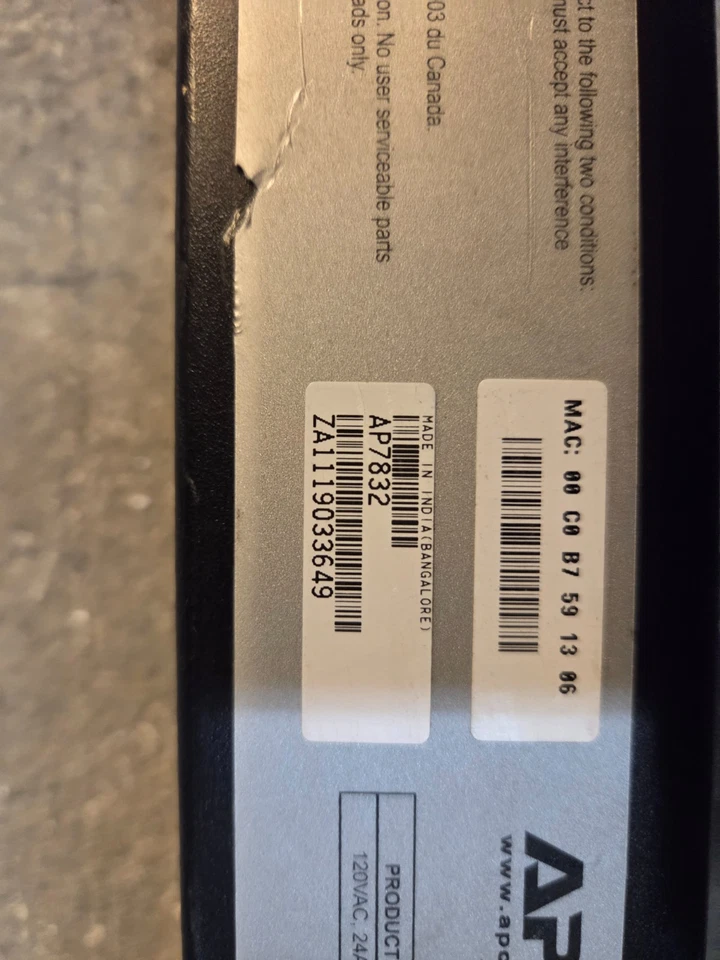 ct to the following two conditions:
must accept any interference
03 du Canada.
on. No user serviceable parts
ads only.
MAC: 00 C0 B7 59 13 06
MADE IN INDIA(BANGALORE)
AP7832
ZA1119033649
AP
www.apc
PRODUCT
120VAC, 24A